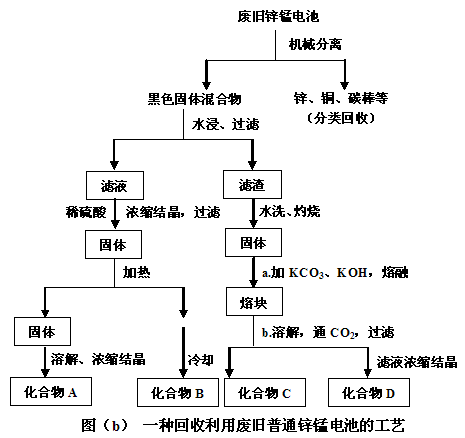 废旧锌锰电池
机械分离
黑色固体混合物
锌、铜、碳棒等
（分类回收）
水浸、过滤
滤液
滤渣
稀硫酸
浓缩结晶，过滤
水洗、灼烧
固体
固体
加热
a.加 KCO3、KOH，熔融
熔块
b.溶解，通 CO2，过滤
固体
溶解、浓缩结晶
冷却
滤液浓缩结晶
化合物 A
化合物 B
化合物 C
化合物 D
图（b） 一种回收利用废旧普通锌锰电池的工艺